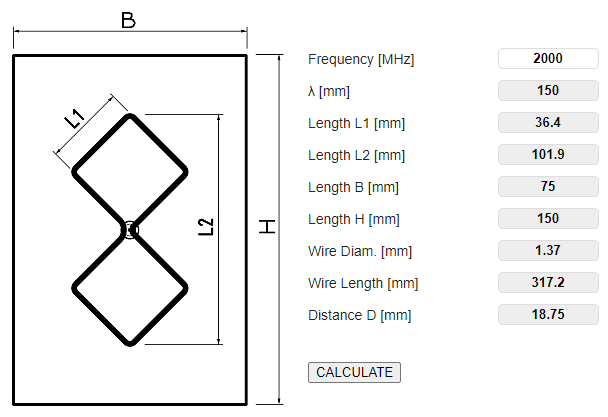 B
L1
L2
H
Frequency [MHz] 2000
λ [mm] 150
Length L1 [mm] 36.4
Length L2 [mm] 101.9
Length B [mm] 75
Length H [mm] 150
Wire Diam. [mm] 1.37
Wire Length [mm] 317.2
Distance D [mm] 18.75
CALCULATE